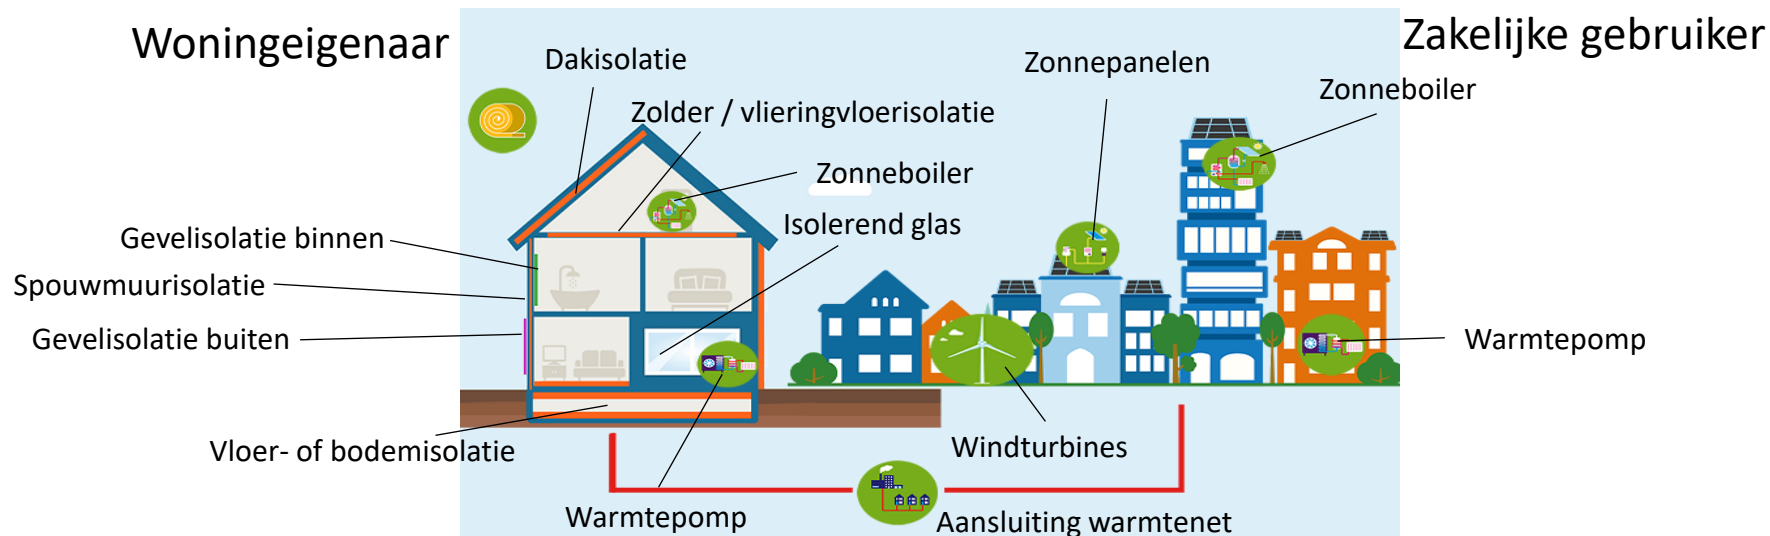 Woningeigenaar
Zakelijke gebruiker
Dakisolatie
Zonnepanelen
Zonneboiler
Zolder / vlieringvloerisolatie
Zonneboiler
Isolerend glas
Gevelisolatie binnen
Spouwmuurisolatie
Gevelisolatie buiten
Warmtepomp
Vloer- of bodemisolatie
Windturbines
Warmtepomp
Aansluiting warmtenet